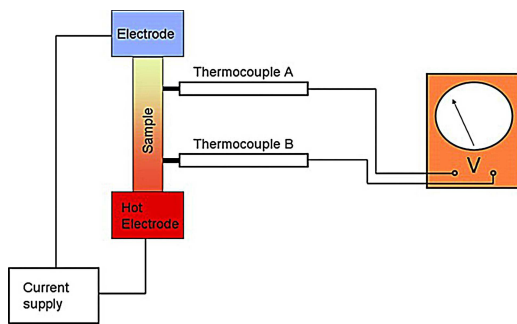 Electrode
Thermocouple A
Sample
Thermocouple B
V
Hot
Electrode
Current
supply